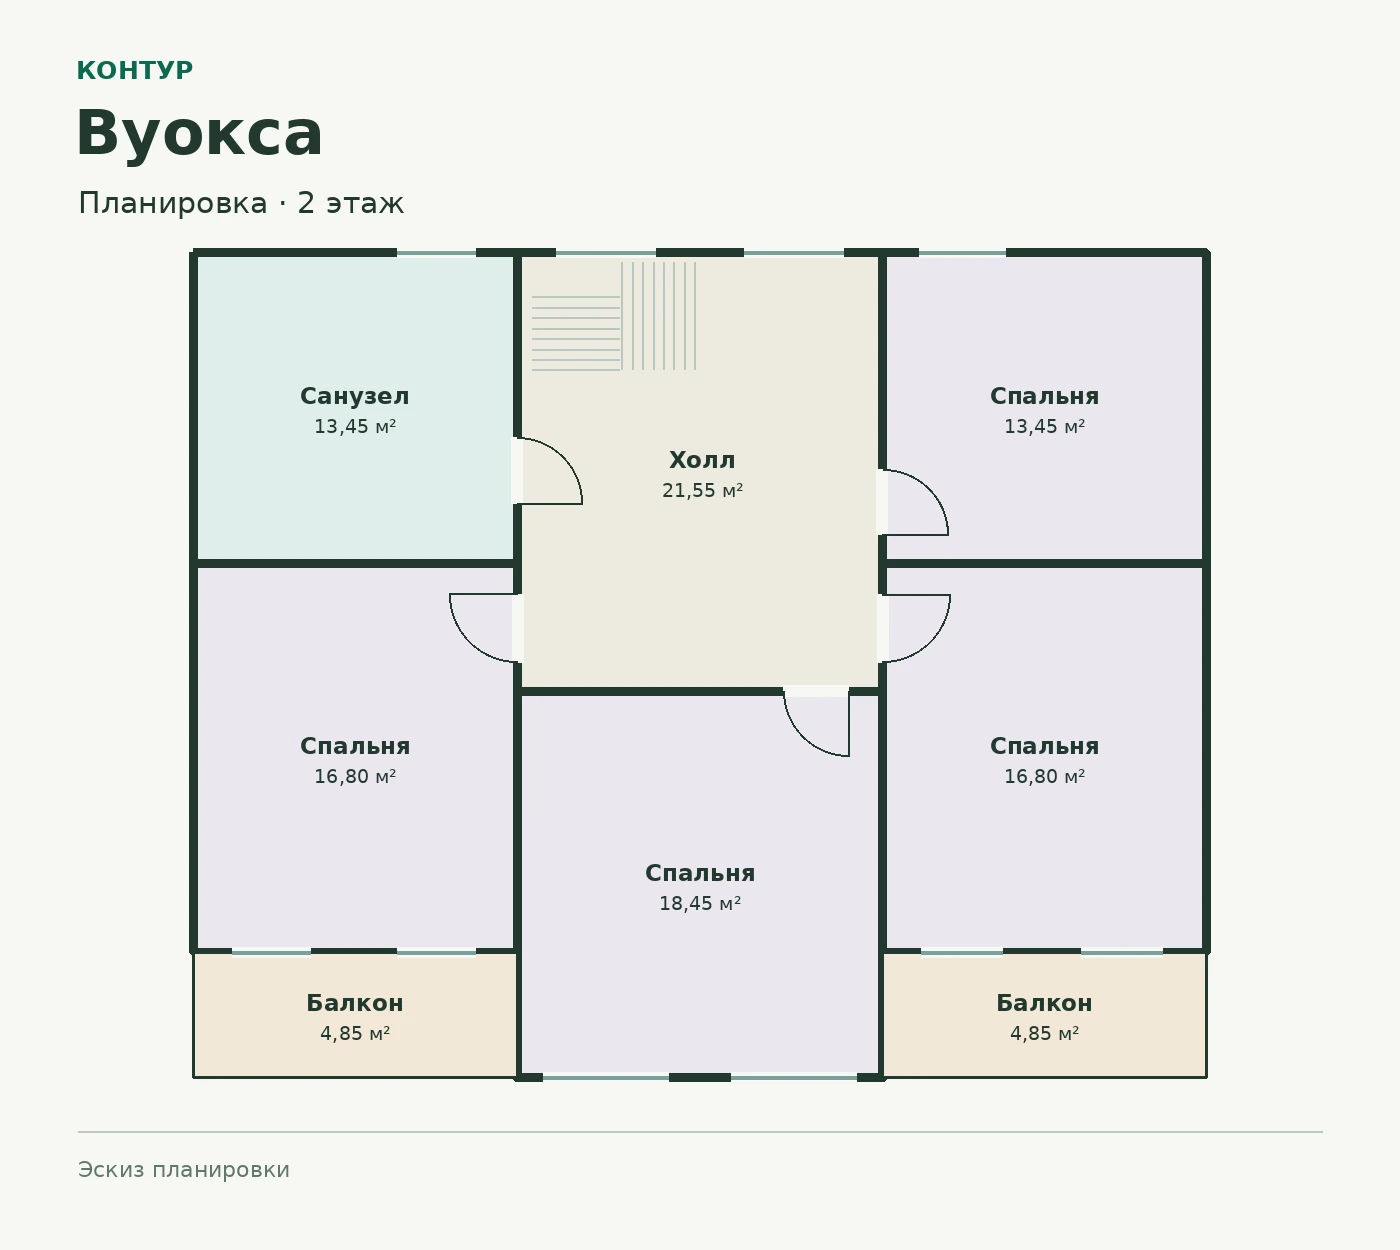 КОНТУР
Вуокса
Планировка · 2 этаж
Санузел
13,45 м²
Холл
21,55 м²
Спальня
13,45 м²
Спальня
16,80 м²
Спальня
18,45 м²
Спальня
16,80 м²
Балкон
4,85 м²
Балкон
4,85 м²
Эскиз планировки